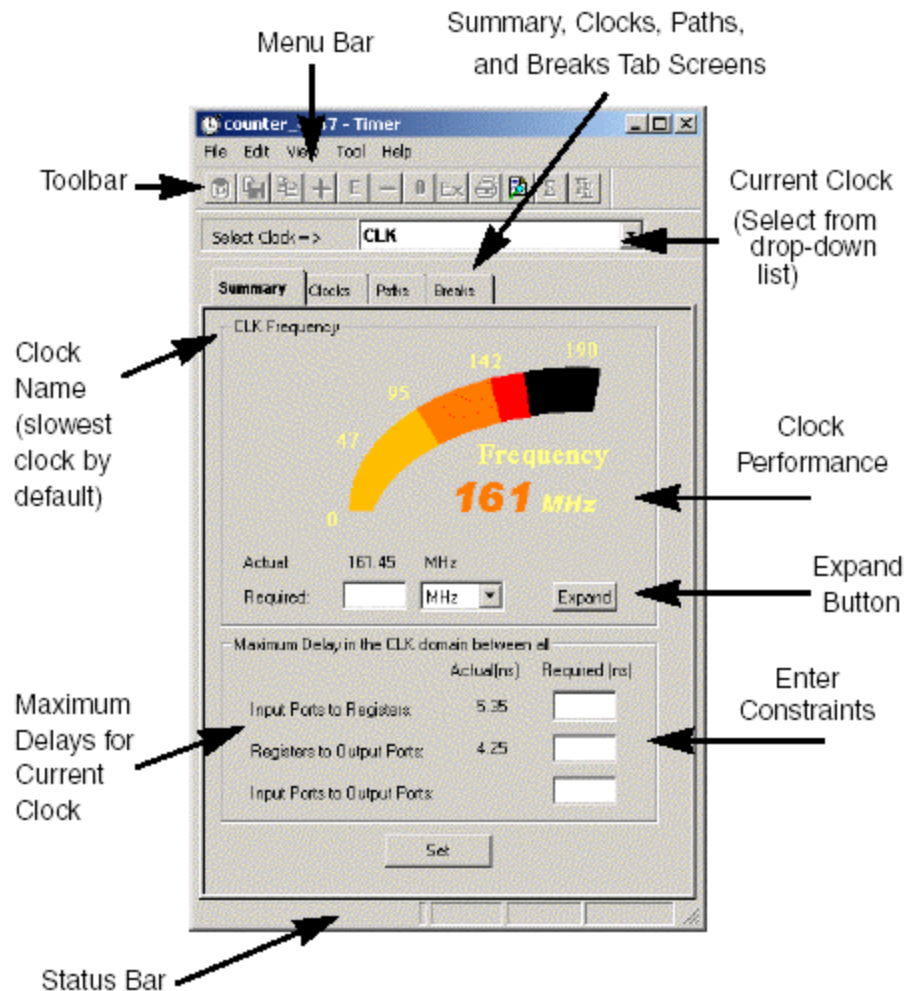 Menu Bar
Summary, Clocks, Paths,
and Breaks Tab Screens
Toolbar
counter_ 7 - Timer
File Edit View Tool Help
E Ex
Current Clock
(Select from
drop-down
list)
Select Clock=>
CLK
Summary Clocks Paths Breaks
Clock
Name
(slowest
clock by
default)
CLK Frequency
0
47
95
142
190
Frequency
161 MHz
Clock
Performance
Actual 161.45 MHz
Required: MHz Expand
Expand
Button
Maximum Delay in the CLK domain between all
Actual(ns) Required (ns)
Input Ports to Registers: 5.35
Registers to Output Ports: 4.25
Input Ports to Output Ports:
Enter
Constraints
Maximum
Delays for
Current
Clock
Set
Status Bar